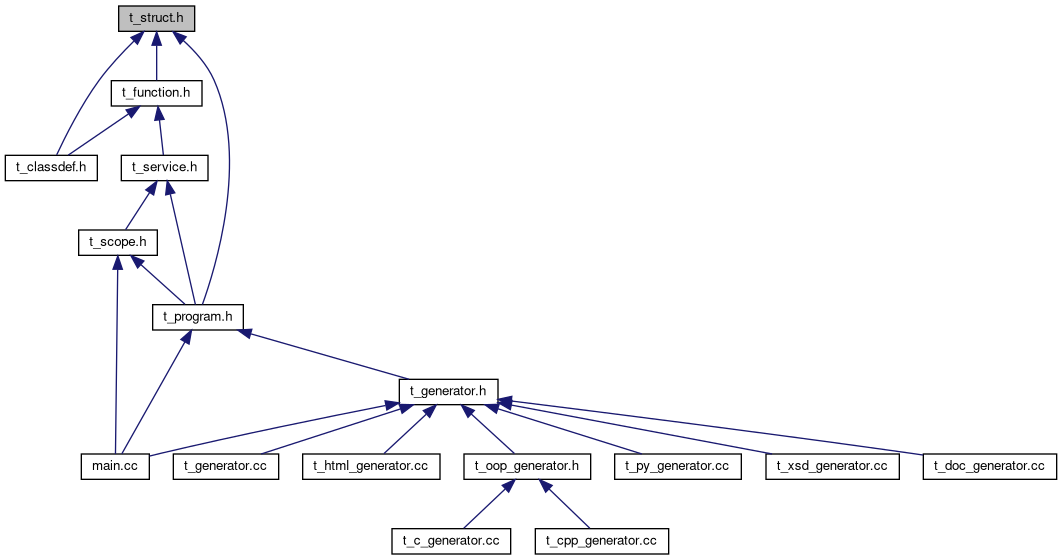 t_struct.h
t_function.h
t_classdef.h
t_service.h
t_scope.h
t_program.h
t_generator.h
main.cc
t_generator.cc
t_html_generator.cc
t_oop_generator.h
t_py_generator.cc
t_xsd_generator.cc
t_doc_generator.cc
t_c_generator.cc
t_cpp_generator.cc